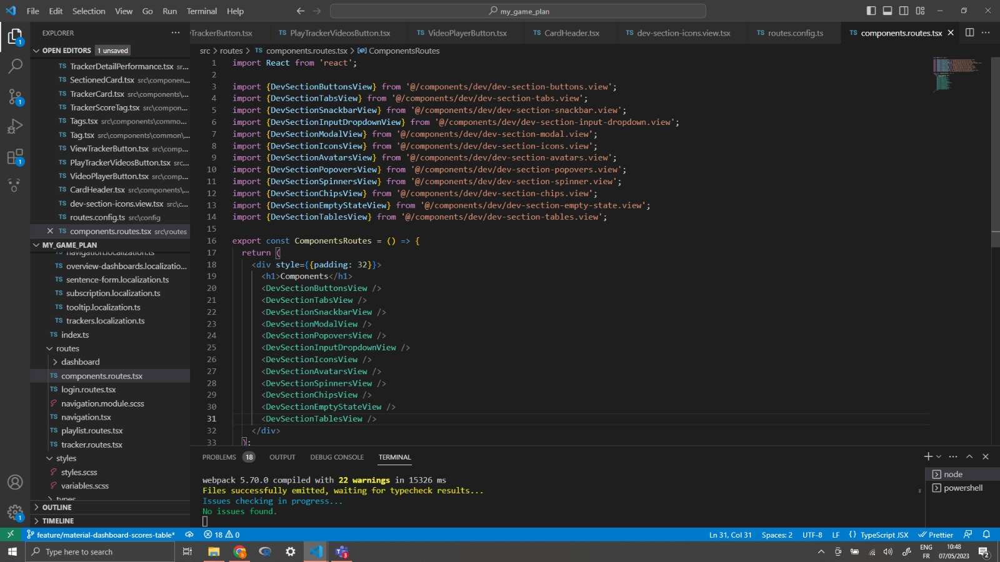 File Edit Selection View Go Run Terminal Help
my_game_plan
EXPLORER
OPEN EDITORS 1 unsaved
TS TrackerDetailPerformance.tsx sr...
TS SectionedCard.tsx src\componen...
TS TrackerCard.tsx src\components\...
TS TrackerScoreTag.tsx src\compon...
TS Tags.tsx src\components\commo...
TS Tag.tsx src\components\common\...
TS ViewTrackerButton.tsx src\comp...
TS PlayTrackerVideosButton.tsx src...
TS VideoPlayerButton.tsx src\comp...
TS CardHeader.tsx src\components\...
TS dev-section-icons.view.tsx src\c...
TS routes.config.ts src\config
TS components.routes.tsx src\routes
MY_GAME_PLAN
TS navigation.localization.ts
TS overview-dashboards.localizatio...
TS sentence-form.localization.ts
TS subscription.localization.ts
TS tooltip.localization.ts
TS trackers.localization.ts
TS index.ts
routes
dashboard
TS components.routes.tsx
TS login.routes.tsx
navigation.module.scss
TS navigation.tsx
TS playlist.routes.tsx
TS tracker.routes.tsx
styles
styles.scss
variables.scss
types
OUTLINE
TIMELINE
TrackerButton.tsx TS PlayTrackerVideosButton.tsx TS VideoPlayerButton.tsx TS CardHeader.tsx TS dev-section-icons.view.tsx TS routes.config.ts TS components.routes.tsx
src > routes > TS components.routes.tsx > ComponentsRoutes
1 import React from 'react';
2
3 import {DevSectionButtonsView} from '@/components/dev/dev-section-buttons.view';
4 import {DevSectionTabsView} from '@/components/dev/dev-section-tabs.view';
5 import {DevSectionSnackbarView} from '@/components/dev/dev-section-snackbar.view';
6 import {DevSectionInputDropdownView} from '@/components/dev/dev-section-input-dropdown.view';
7 import {DevSectionModalView} from '@/components/dev/dev-section-modal.view';
8 import {DevSectionIconsView} from '@/components/dev/dev-section-icons.view';
9 import {DevSectionAvatarsView} from '@/components/dev/dev-section-avatars.view';
10 import {DevSectionPopoversView} from '@/components/dev/dev-section-popovers.view';
11 import {DevSectionSpinnersView} from '@/components/dev/dev-section-spinner.view';
12 import {DevSectionChipsView} from '@/components/dev/dev-section-chips.view';
13 import {DevSectionEmptyStateView} from '@/components/dev/dev-section-empty-state.view';
14 import {DevSectionTablesView} from '@/components/dev/dev-section-tables.view';
15
16 export const ComponentsRoutes = () => {
17 return (
18 <div style={{padding: 32}}>
19 <h1>Components</h1>
20 <DevSectionButtonsView />
21 <DevSectionTabsView />
22 <DevSectionSnackbarView />
23 <DevSectionModalView />
24 <DevSectionPopoversView />
25 <DevSectionInputDropdownView />
26 <DevSectionIconsView />
27 <DevSectionAvatarsView />
28 <DevSectionSpinnersView />
29 <DevSectionChipsView />
30 <DevSectionEmptyStateView />
31 <DevSectionTablesView />
32 </div>
33 );
PROBLEMS 18 OUTPUT DEBUG CONSOLE TERMINAL
webpack 5.70.0 compiled with 22 warnings in 15326 ms
Files successfully emitted, waiting for typecheck results...
Issues checking in progress...
No issues found.
node
powershell
feature/material-dashboard-scores-table* 18 0 Ln 31, Col 31 Spaces: 2 UTF-8 LF {} TypeScript JSX Prettier
Type here to search
ENG
FR
10:48
07/05/2023